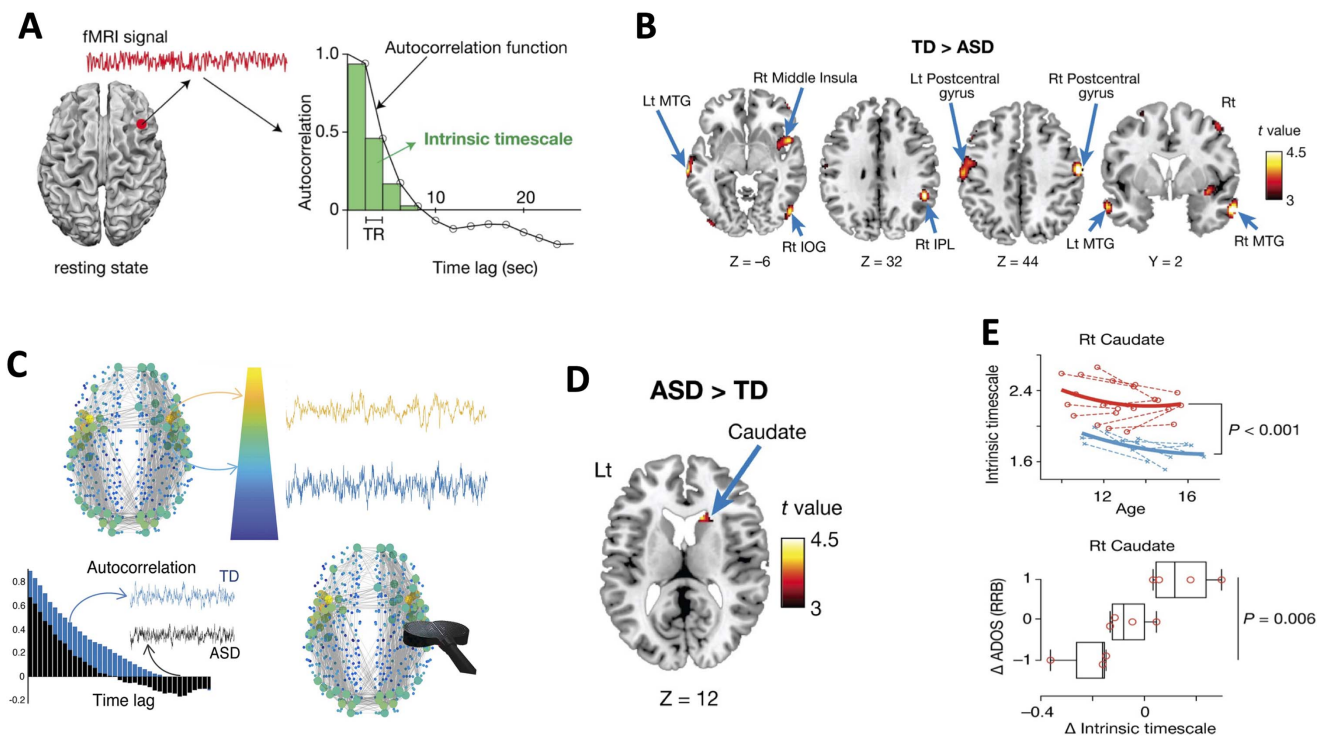 A
fMRI signal
resting state
Autocorrelation
1.0
0.5
0
Autocorrelation function
Intrinsic timescale
10
20
TR
Time lag (sec)
B
TD > ASD
Lt MTG
Rt Middle Insula
Lt Postcentral
gyrus
Rt Postcentral
gyrus
Rt
t value
4.5
3
Rt IOG
Rt IPL
Lt MTG
Rt MTG
Z = –6
Z = 32
Z = 44
Y = 2
C
0.8
0.6
0.4
0.2
0
-0.2
Autocorrelation
TD
ASD
Time lag
D
ASD > TD
Caudate
Lt
t value
4.5
3
Z = 12
E
Rt Caudate
Intrinsic timescale
2.4
1.6
12
16
Age
P < 0.001
Rt Caudate
Δ ADOS (RRB)
1
0
–1
P = 0.006
–0.4
0
Δ Intrinsic timescale